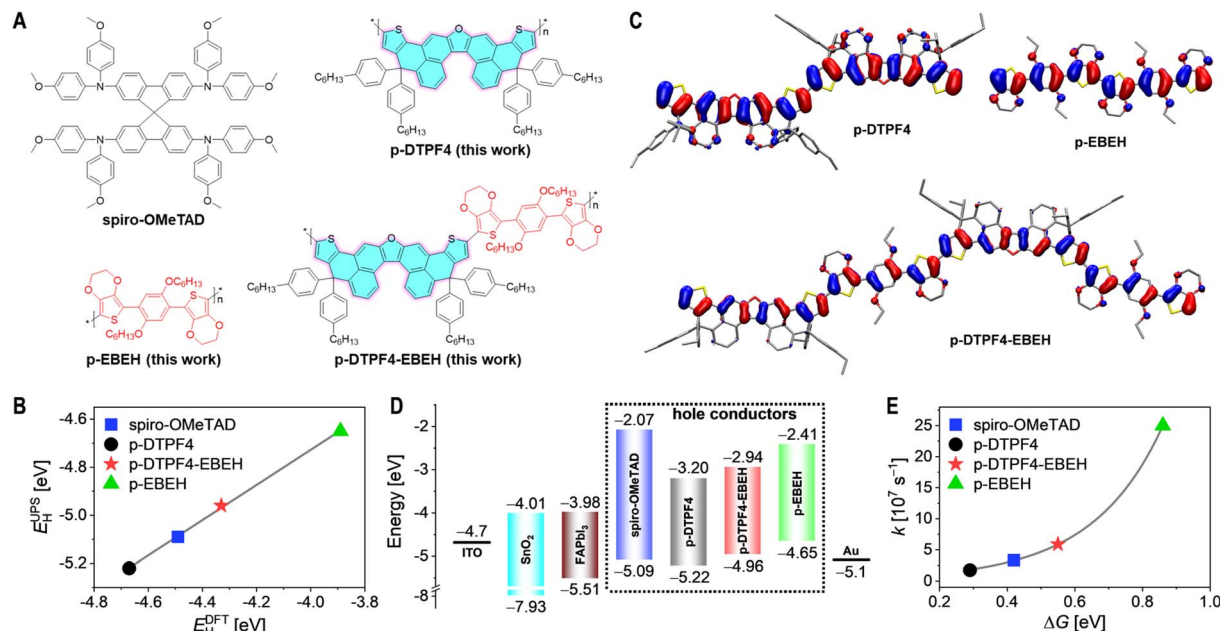 A
spiro-OMeTAD
O
O
O
O
O
O
O
O
N
N
N
N
S
O
S
*
*
n
C6H13
C6H13
C6H13
C6H13
p-DTPF4 (this work)
O
O
O
O
S
S
OC6H13
C6H13O
*
*
n
p-EBEH (this work)
S
O
S
*
C6H13
C6H13
C6H13
C6H13
O
O
O
O
S
S
OC6H13
C6H13O
*
n
p-DTPF4-EBEH (this work)
C
p-DTPF4
p-EBEH
p-DTPF4-EBEH
B
spiro-OMeTAD
p-DTPF4
p-DTPF4-EBEH
p-EBEH
-4.6
-4.8
-5.0
-5.2
E_H^UPS [eV]
-4.8 -4.6 -4.4 -4.2 -4.0 -3.8
E_H^DFT [eV]
D
hole conductors
Energy [eV]
-2
-4
-6
-8
−4.7
ITO
−4.01
SnO2
−7.93
−3.98
FAPbI3
−5.51
−2.07
spiro-OMeTAD
−5.09
−3.20
p-DTPF4
−5.22
−2.94
p-DTPF4-EBEH
−4.96
−2.41
p-EBEH
−4.65
Au
−5.1
E
spiro-OMeTAD
p-DTPF4
p-DTPF4-EBEH
p-EBEH
25
20
15
10
5
0
k [10^7 s^−1]
0.2 0.4 0.6 0.8 1.0
ΔG [eV]